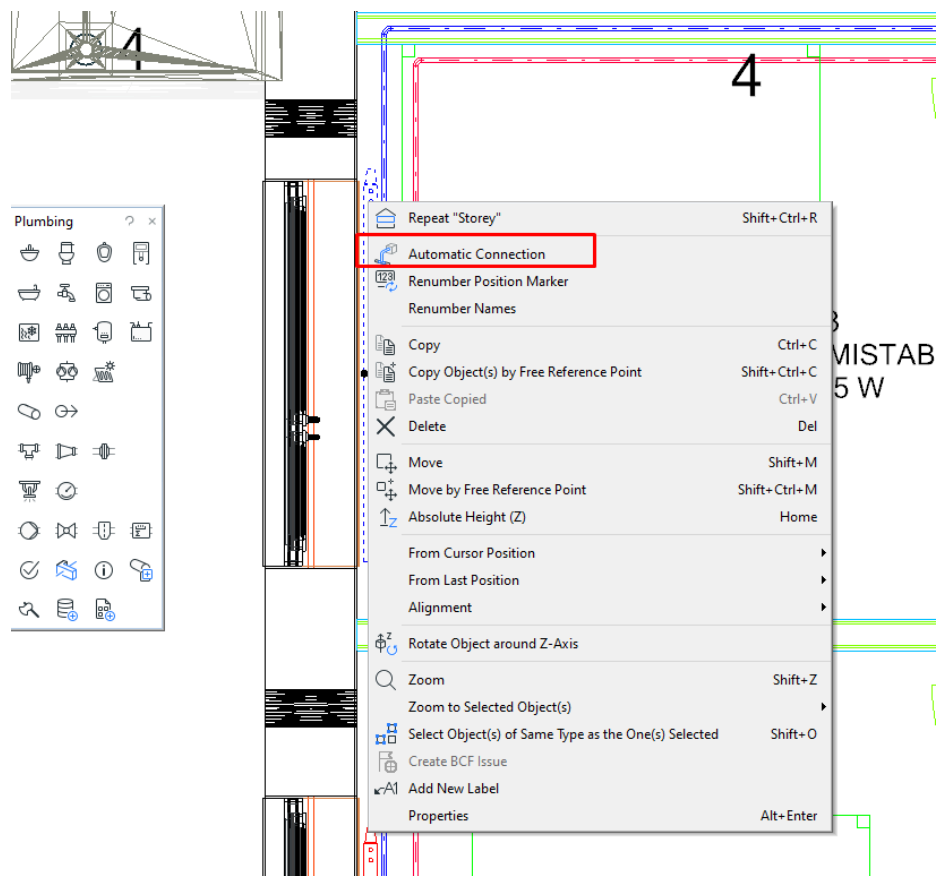 4
4
Plumbing ? ×
Repeat "Storey" Shift+Ctrl+R
Automatic Connection
123
Renumber Position Marker
Renumber Names
Copy Ctrl+C
Copy Object(s) by Free Reference Point Shift+Ctrl+C
Paste Copied Ctrl+V
Delete Del
Move Shift+M
Move by Free Reference Point Shift+Ctrl+M
Z
Absolute Height (Z) Home
From Cursor Position
From Last Position
Alignment
Z
Rotate Object around Z-Axis
Zoom Shift+Z
Zoom to Selected Object(s)
Select Object(s) of Same Type as the One(s) Selected Shift+O
Create BCF Issue
A1 Add New Label
Properties Alt+Enter
MISTAB
5 W